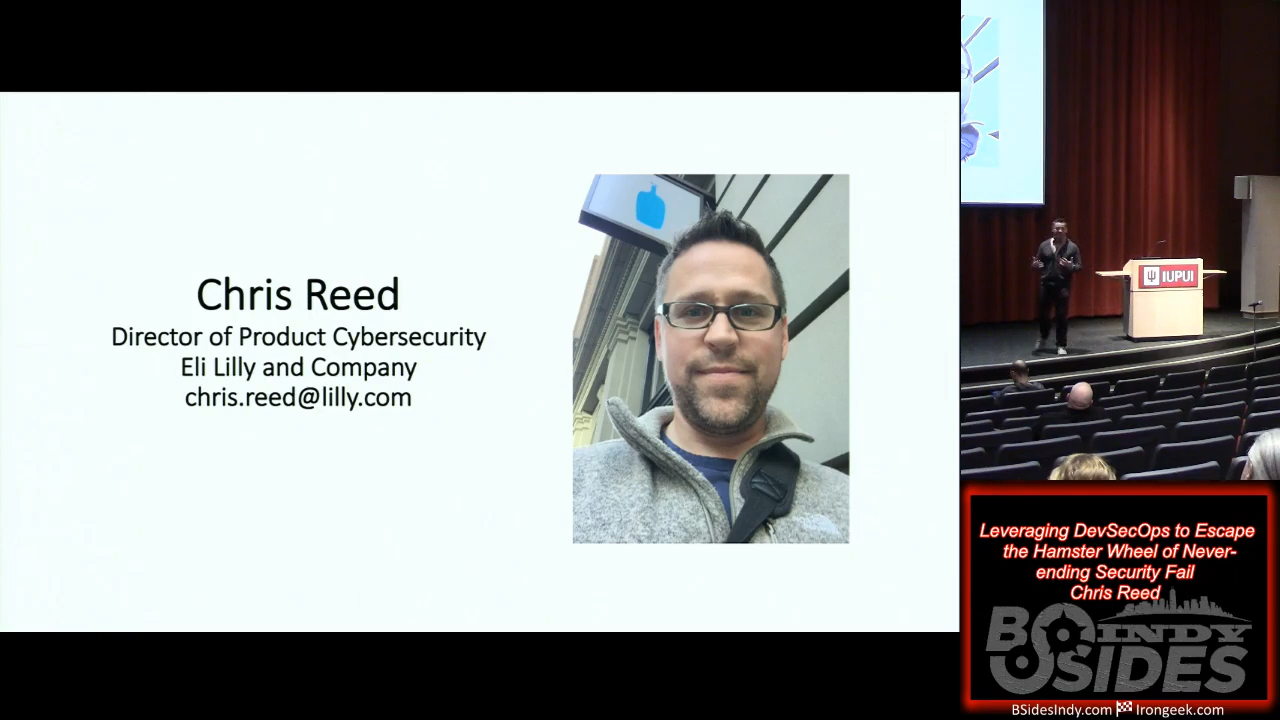 Chris Reed
Director of Product Cybersecurity
Eli Lilly and Company
chris.reed@lilly.com
IUPUI
Leveraging DevSecOps to Escape
the Hamster Wheel of Never-
ending Security Fail
Chris Reed
BSIDES INDY
BSidesIndy.com Irongeek.com